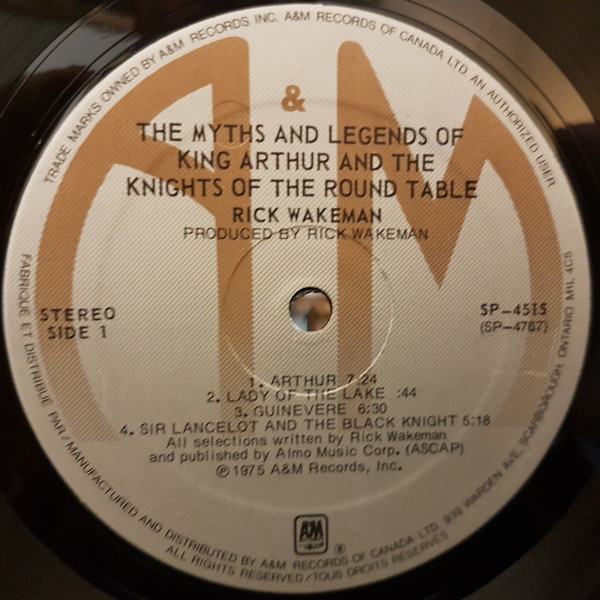 TRADE MARKS OWNED BY A&M RECORDS INC. A&M RECORDS OF CANADA LTD. AN AUTHORIZED USER
&
THE MYTHS AND LEGENDS OF
KING ARTHUR AND THE
KNIGHTS OF THE ROUND TABLE
RICK WAKEMAN
PRODUCED BY RICK WAKEMAN
STEREO
SIDE 1
SP-4515
(SP-4767)
1. ARTHUR 7:24
2. LADY OF THE LAKE :44
3. GUINEVERE 6:30
4. SIR LANCELOT AND THE BLACK KNIGHT 5:18
All selections written by Rick Wakeman
and published by Almo Music Corp. (ASCAP)
℗1975 A&M Records, Inc.
A&M
®
FABRIQUÉ ET DISTRIBUÉ PAR/MANUFACTURED AND DISTRIBUTED BY A&M RECORDS OF CANADA LTD. 939 WARDEN AVE. SCARBOROUGH, ONTARIO M1L 4C5
ALL RIGHTS RESERVED/TOUS DROITS RESERVÉS